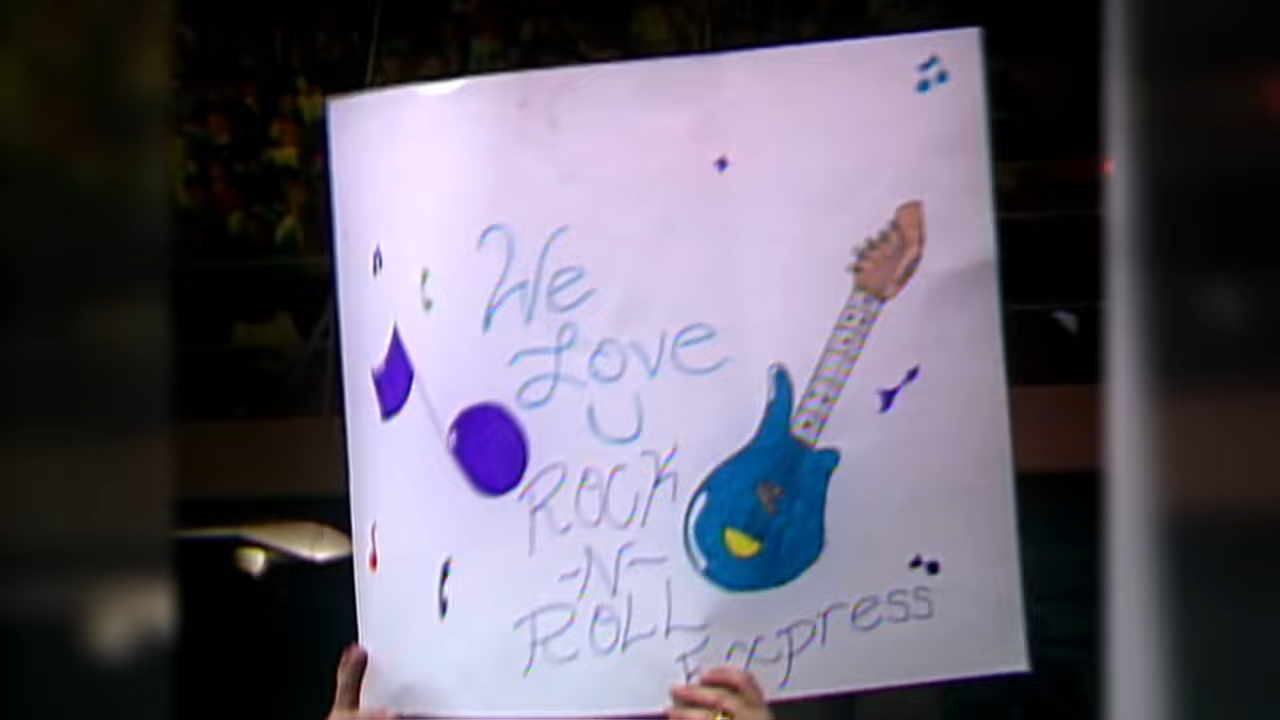 We
Love
U
ROCK
-N-
ROLL
Express